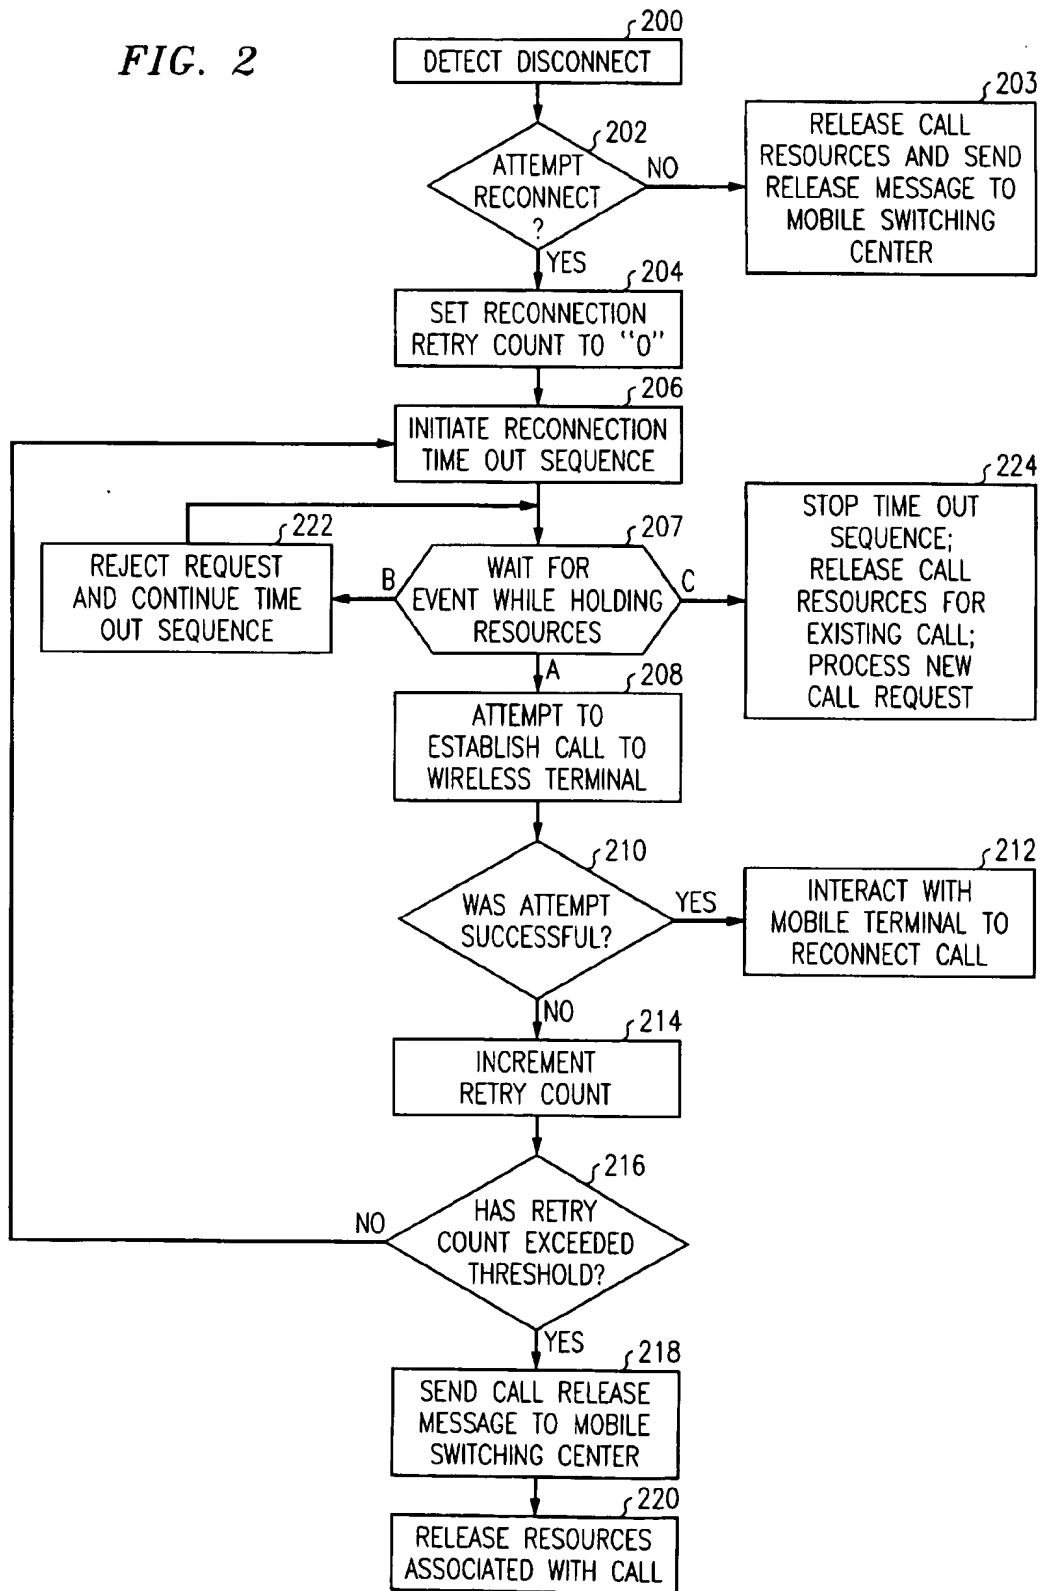 FIG. 2
200
DETECT DISCONNECT
202
ATTEMPT
RECONNECT
?
NO
YES
203
RELEASE CALL
RESOURCES AND SEND
RELEASE MESSAGE TO
MOBILE SWITCHING
CENTER
204
SET RECONNECTION
RETRY COUNT TO "0"
206
INITIATE RECONNECTION
TIME OUT SEQUENCE
222
REJECT REQUEST
AND CONTINUE TIME
OUT SEQUENCE
207
B
WAIT FOR
EVENT WHILE HOLDING
RESOURCES
C
A
224
STOP TIME OUT
SEQUENCE;
RELEASE CALL
RESOURCES FOR
EXISTING CALL;
PROCESS NEW
CALL REQUEST
208
ATTEMPT TO
ESTABLISH CALL TO
WIRELESS TERMINAL
210
WAS ATTEMPT
SUCCESSFUL?
YES
NO
212
INTERACT WITH
MOBILE TERMINAL TO
RECONNECT CALL
214
INCREMENT
RETRY COUNT
216
HAS RETRY
COUNT EXCEEDED
THRESHOLD?
NO
YES
218
SEND CALL RELEASE
MESSAGE TO MOBILE
SWITCHING CENTER
220
RELEASE RESOURCES
ASSOCIATED WITH CALL